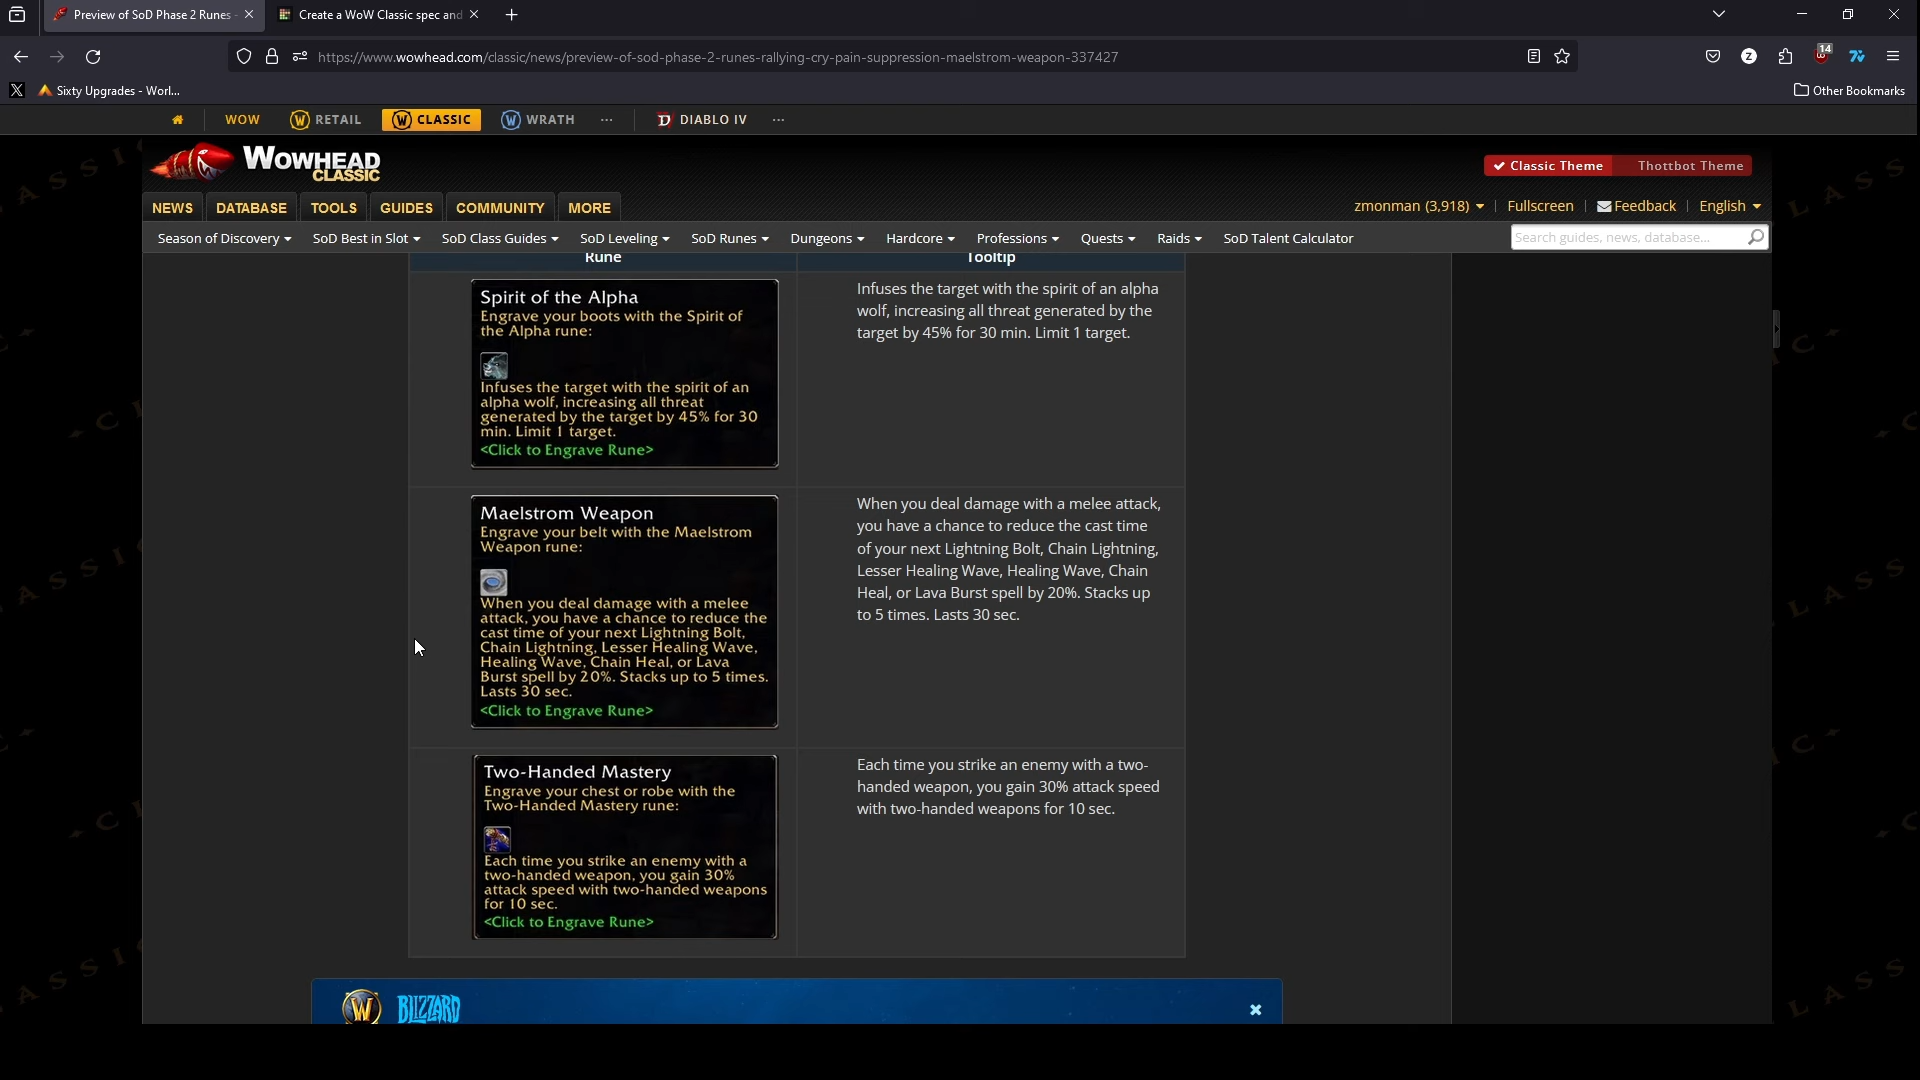 Preview of SoD Phase 2 Runes -
Create a WoW Classic spec and
https://www.wowhead.com/classic/news/preview-of-sod-phase-2-runes-rallying-cry-pain-suppression-maelstrom-weapon-337427
14
Sixty Upgrades - Worl...
Other Bookmarks
WOW
RETAIL
CLASSIC
WRATH
DIABLO IV
WOWHEAD
CLASSIC
Classic Theme
Thottbot Theme
NEWS
DATABASE
TOOLS
GUIDES
COMMUNITY
MORE
zmonman (3,918)
Fullscreen
Feedback
English
Season of Discovery
SoD Best in Slot
SoD Class Guides
SoD Leveling
SoD Runes
Dungeons
Hardcore
Professions
Quests
Raids
SoD Talent Calculator
Search guides, news, database...
Rune
Tooltip
Spirit of the Alpha
Engrave your boots with the Spirit of
the Alpha rune:
Infuses the target with the spirit of an
alpha wolf, increasing all threat
generated by the target by 45% for 30
min. Limit 1 target.
<Click to Engrave Rune>
Infuses the target with the spirit of an alpha
wolf, increasing all threat generated by the
target by 45% for 30 min. Limit 1 target.
Maelstrom Weapon
Engrave your belt with the Maelstrom
Weapon rune:
When you deal damage with a melee
attack, you have a chance to reduce the
cast time of your next Lightning Bolt,
Chain Lightning, Lesser Healing Wave,
Healing Wave, Chain Heal, or Lava
Burst spell by 20%. Stacks up to 5 times.
Lasts 30 sec.
<Click to Engrave Rune>
When you deal damage with a melee attack,
you have a chance to reduce the cast time
of your next Lightning Bolt, Chain Lightning,
Lesser Healing Wave, Healing Wave, Chain
Heal, or Lava Burst spell by 20%. Stacks up
to 5 times. Lasts 30 sec.
Two-Handed Mastery
Engrave your chest or robe with the
Two-Handed Mastery rune:
Each time you strike an enemy with a
two-handed weapon, you gain 30%
attack speed with two-handed weapons
for 10 sec.
<Click to Engrave Rune>
Each time you strike an enemy with a two-
handed weapon, you gain 30% attack speed
with two-handed weapons for 10 sec.
BLIZZARD